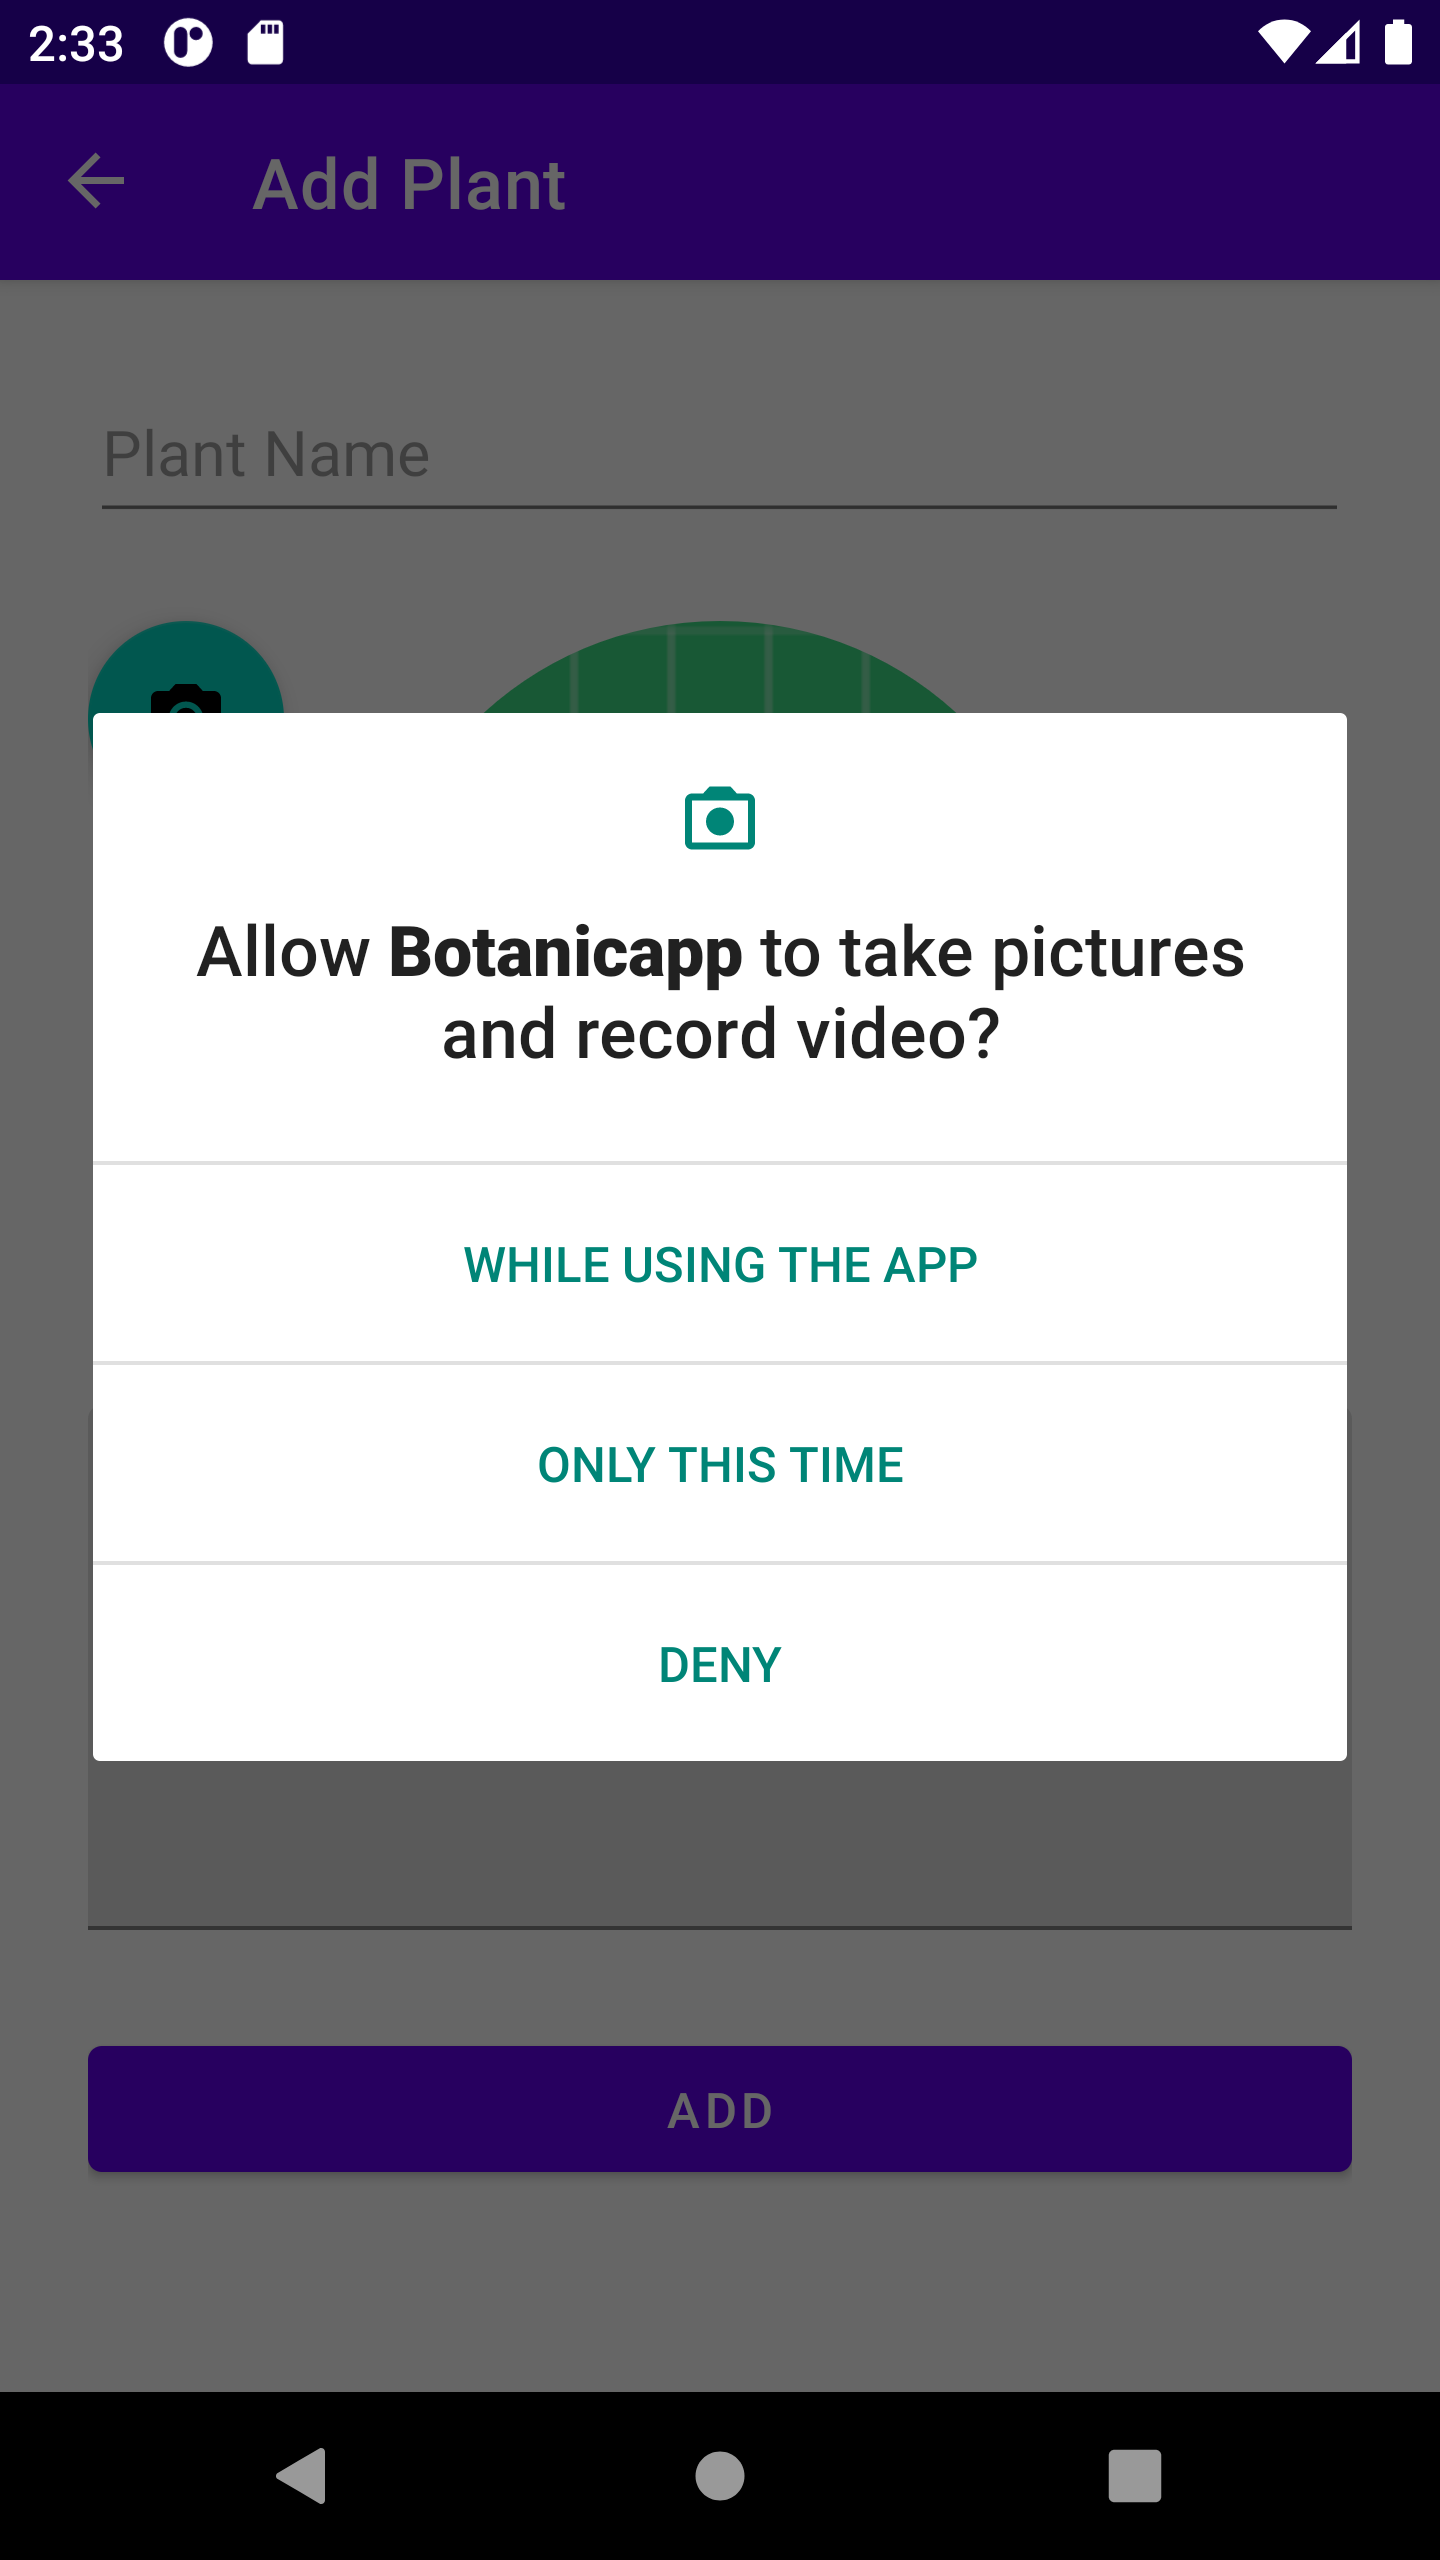 2:33
Add Plant
Plant Name
Allow Botanicapp to take pictures
and record video?
WHILE USING THE APP
ONLY THIS TIME
DENY
ADD